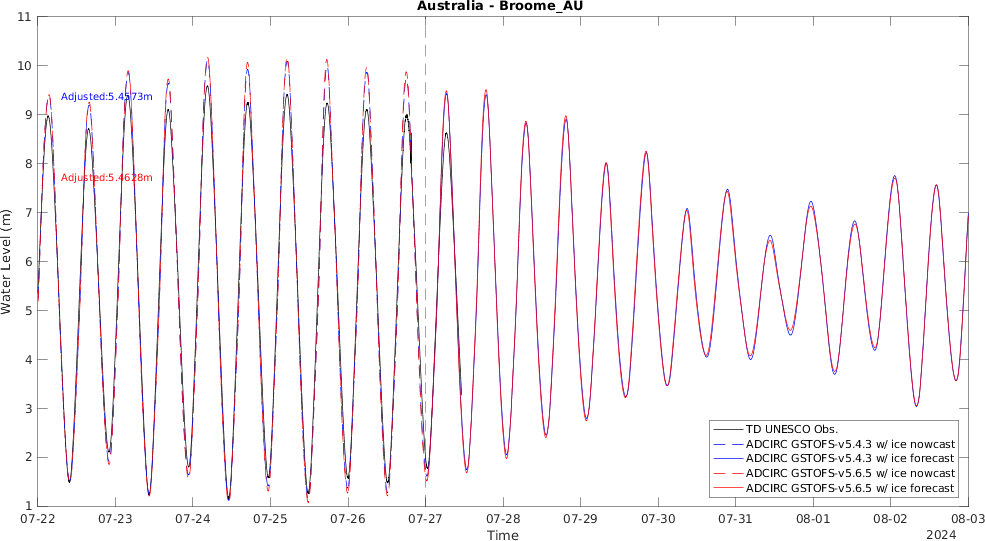 Australia - Broome_AU
11
10
9
8
7
6
5
4
3
2
1
Water Level (m)
Adjusted:5.4573m
Adjusted:5.4628m
TD UNESCO Obs.
ADCIRC GSTOFS-v5.4.3 w/ ice nowcast
ADCIRC GSTOFS-v5.4.3 w/ ice forecast
ADCIRC GSTOFS-v5.6.5 w/ ice nowcast
ADCIRC GSTOFS-v5.6.5 w/ ice forecast
07-22 07-23 07-24 07-25 07-26 07-27 07-28 07-29 07-30 07-31 08-01 08-02 08-03
Time
2024